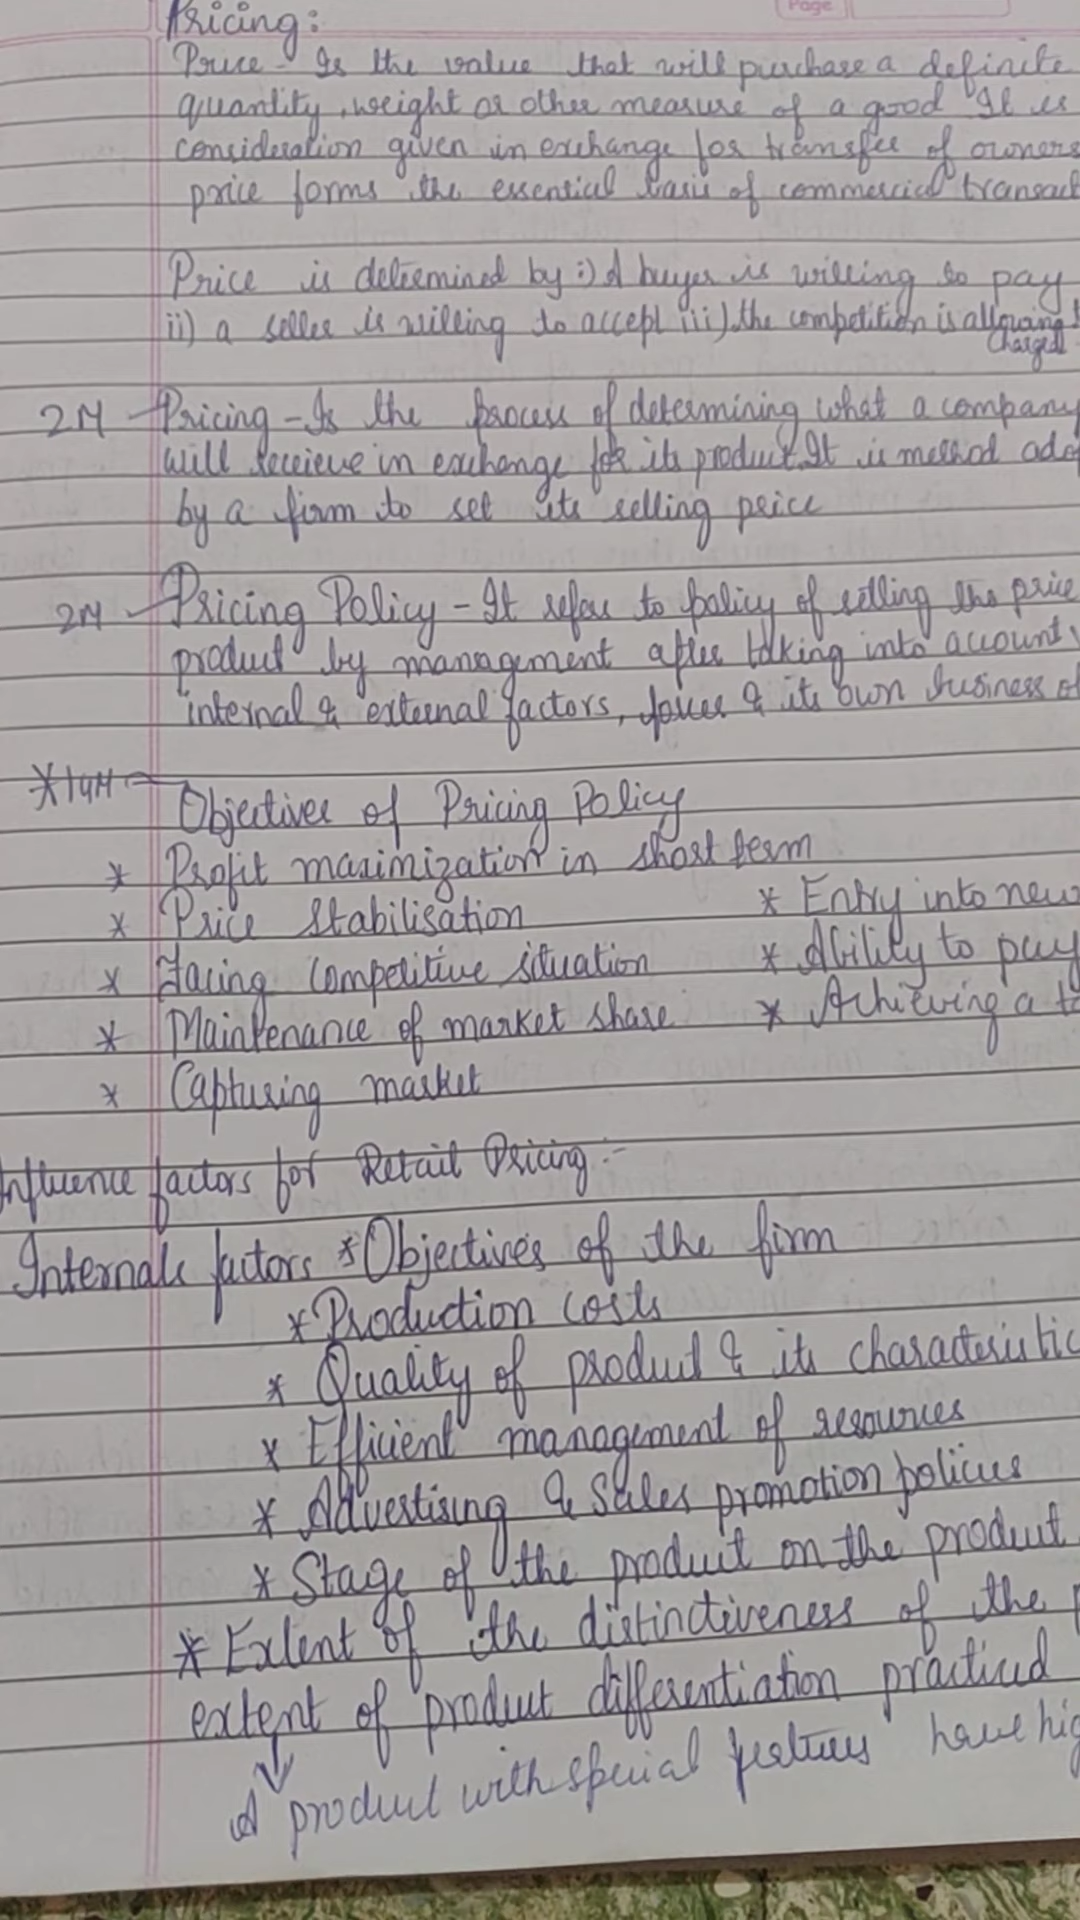 Page
Pricing:
Price - Is the value that will purchase a definite
quantity, weight or other measure of a good It is
consideration given in exchange for transfer of owners
price forms the essential basis of commercial transact
Price is determined by i) A buyer is willing to pay
ii) a seller is willing to accept iii) the competition is allowing
charged
2M Pricing - Is the process of determining what a company
will receieve in exchange for its product. It is method ado
by a firm to set its selling price
2M Pricing Policy - It refers to policy of setting the price
product by management after taking into account
internal & external factors, forces & its own business ob
*14M Objectives of Pricing Policy
* Profit maximization in short term
* Price Stabilisation * Entry into new
* Facing Competitive situation * Ability to pay
* Maintenance of market share * Achieving a ta
* Capturing market
Influence factors for Retail Pricing :-
Internal factors * Objectives of the firm
* Production costs
* Quality of product & its characteristic
* Efficient management of resources
* Advertising & Sales promotion policies
* Stage of the product on the product
* Extent of the distinctiveness of the p
extent of product differentiation practiced
A product with special features have hig